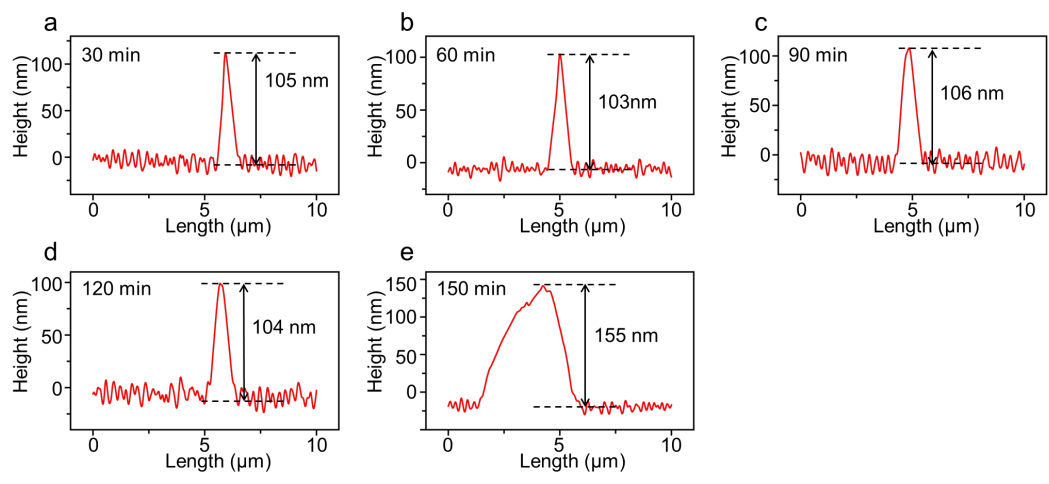 a
30 min
105 nm
Height (nm)
100
50
0
0
5
10
Length (µm)
b
60 min
103nm
Height (nm)
100
50
0
0
5
10
Length (µm)
c
90 min
106 nm
Height (nm)
100
50
0
0
5
10
Length (µm)
d
120 min
104 nm
Height (nm)
100
50
0
0
5
10
Length (µm)
e
150 min
155 nm
Height (nm)
150
100
50
0
0
5
10
Length (µm)